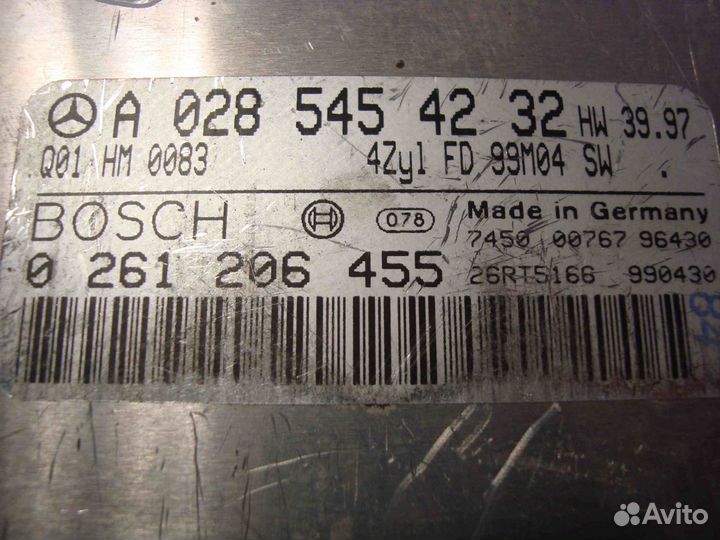 A 028 545 42 32 HW 39.97
Q01 HM 0083 4Zyl FD 99M04 SW .
BOSCH H 078 Made in Germany
7450 00767 96430
0 261 206 455 26RT5166 990430
84
Avito